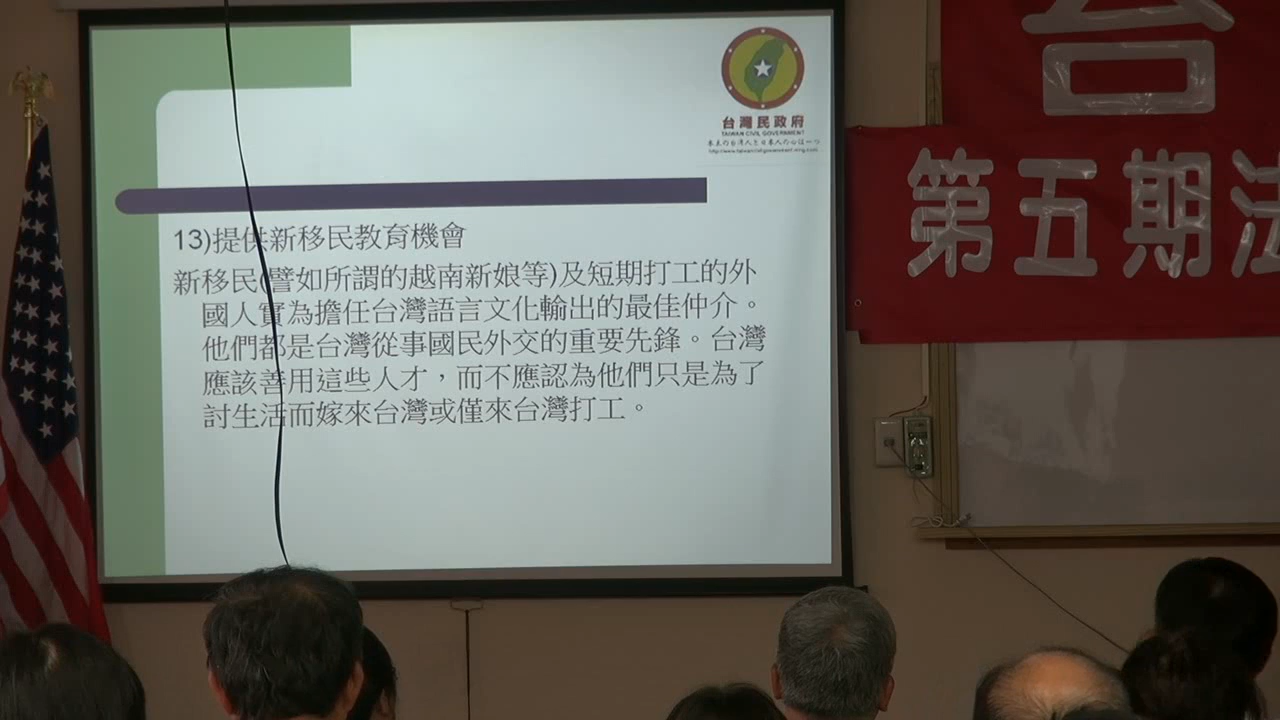 台灣民政府
TAIWAN CIVIL GOVERNMENT
13)提供新移民教育機會
新移民(譬如所謂的越南新娘等)及短期打工的外
國人實為擔任台灣語言文化輸出的最佳仲介。
他們都是台灣從事國民外交的重要先鋒。台灣
應該善用這些人才，而不應認為他們只是為了
討生活而嫁來台灣或僅來台灣打工。
台
第五期法